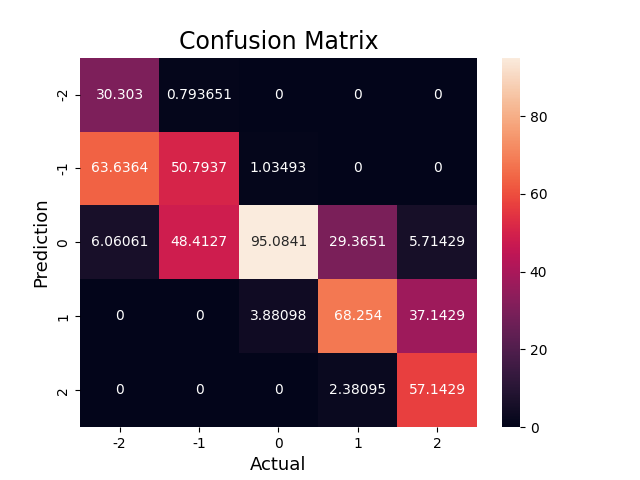 Confusion Matrix
Prediction
-2
30.303 0.793651 0 0 0
-1
63.6364 50.7937 1.03493 0 0
0
6.06061 48.4127 95.0841 29.3651 5.71429
1
0 0 3.88098 68.254 37.1429
2
0 0 0 2.38095 57.1429
-2 -1 0 1 2
Actual
80
60
40
20
0